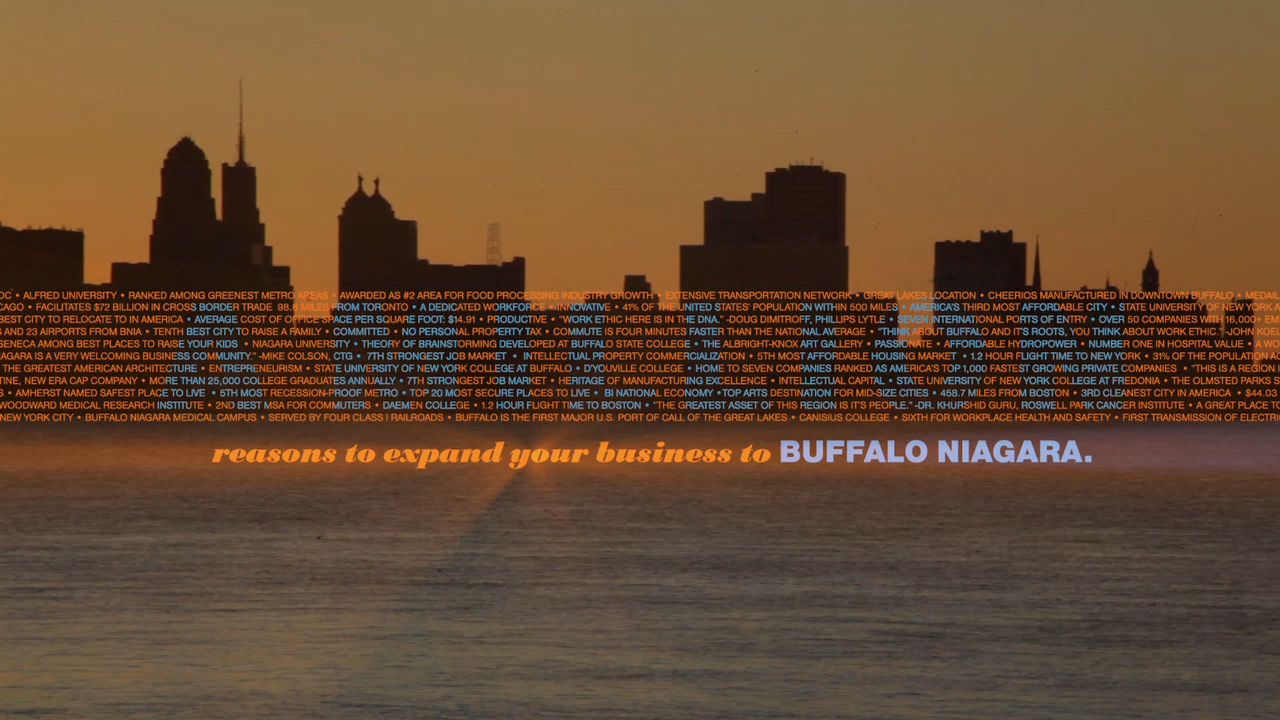 DC • ALFRED UNIVERSITY • RANKED AMONG GREENEST METRO AREAS • AWARDED AS #2 AREA FOR FOOD PROCESSING INDUSTRY GROWTH • EXTENSIVE TRANSPORTATION NETWORK • GREAT LAKES LOCATION • CHEERIOS MANUFACTURED IN DOWNTOWN BUFFALO • MEDAIL
CAGO • FACILITATES $72 BILLION IN CROSS BORDER TRADE 98.6 MILES FROM TORONTO • A DEDICATED WORKFORCE • INNOVATIVE • 41% OF THE UNITED STATES' POPULATION WITHIN 500 MILES • AMERICA'S THIRD MOST AFFORDABLE CITY • STATE UNIVERSITY OF NEW YORK
BEST CITY TO RELOCATE TO IN AMERICA • AVERAGE COST OF OFFICE SPACE PER SQUARE FOOT: $14.91 • PRODUCTIVE • "WORK ETHIC HERE IS IN THE DNA." -DOUG DIMITROFF, PHILLIPS LYTLE • SEVEN INTERNATIONAL PORTS OF ENTRY • OVER 50 COMPANIES WITH 16,000+ EM
S AND 23 AIRPORTS FROM BNIA • TENTH BEST CITY TO RAISE A FAMILY • COMMITTED • NO PERSONAL PROPERTY TAX • COMMUTE IS FOUR MINUTES FASTER THAN THE NATIONAL AVERAGE • "THINK ABOUT BUFFALO AND IT'S ROOTS, YOU THINK ABOUT WORK ETHIC." JOHN KOEL
SENECA AMONG BEST PLACES TO RAISE YOUR KIDS • NIAGARA UNIVERSITY • THEORY OF BRAINSTORMING DEVELOPED AT BUFFALO STATE COLLEGE • THE ALBRIGHT-KNOX ART GALLERY • PASSIONATE • AFFORDABLE HYDROPOWER • NUMBER ONE IN HOSPITAL VALUE • A WO
AGARA IS A VERY WELCOMING BUSINESS COMMUNITY." -MIKE COLSON, CTG • 7TH STRONGEST JOB MARKET • INTELLECTUAL PROPERTY COMMERCIALIZATION • 5TH MOST AFFORDABLE HOUSING MARKET • 1.2 HOUR FLIGHT TIME TO NEW YORK • 31% OF THE POPULATION AG
THE GREATEST AMERICAN ARCHITECTURE • ENTREPRENEURISM • STATE UNIVERSITY OF NEW YORK COLLEGE AT BUFFALO • D'YOUVILLE COLLEGE • HOME TO SEVEN COMPANIES RANKED AS AMERICA'S TOP 1,000 FASTEST GROWING PRIVATE COMPANIES • "THIS IS A REGION
TINE, NEW ERA CAP COMPANY • MORE THAN 25,000 COLLEGE GRADUATES ANNUALLY • 7TH STRONGEST JOB MARKET • HERITAGE OF MANUFACTURING EXCELLENCE • INTELLECTUAL CAPITAL • STATE UNIVERSITY OF NEW YORK COLLEGE AT FREDONIA • THE OLMSTED PARKS S
S • AMHERST NAMED SAFEST PLACE TO LIVE • 5TH MOST RECESSION-PROOF METRO • TOP 20 MOST SECURE PLACES TO LIVE • BI NATIONAL ECONOMY •TOP ARTS DESTINATION FOR MID-SIZE CITIES • 458.7 MILES FROM BOSTON • 3RD CLEANEST CITY IN AMERICA • $44.03
WOODWARD MEDICAL RESEARCH INSTITUTE • 2ND BEST MSA FOR COMMUTERS • DAEMEN COLLEGE • 1.2 HOUR FLIGHT TIME TO BOSTON • "THE GREATEST ASSET OF THIS REGION IS IT'S PEOPLE." -DR. KHURSHID GURU, ROSWELL PARK CANCER INSTITUTE • A GREAT PLACE TO
NEW YORK CITY • BUFFALO NIAGARA MEDICAL CAMPUS • SERVED BY FOUR CLASS I RAILROADS • BUFFALO IS THE FIRST MAJOR U.S. PORT OF CALL OF THE GREAT LAKES • CANISIUS COLLEGE • SIXTH FOR WORKPLACE HEALTH AND SAFETY • FIRST TRANSMISSION OF ELECTR
reasons to expand your business to BUFFALO NIAGARA.